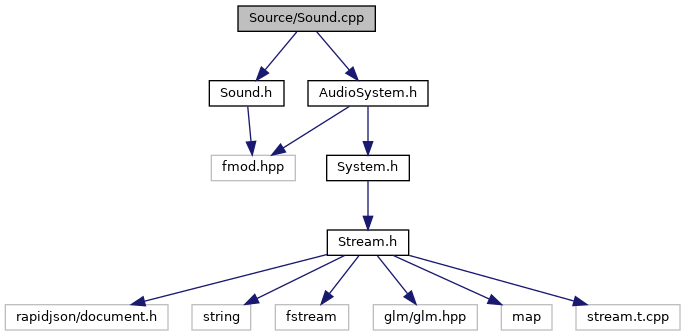 Source/Sound.cpp
Sound.h
AudioSystem.h
fmod.hpp
System.h
Stream.h
rapidjson/document.h
string
fstream
glm/glm.hpp
map
stream.t.cpp